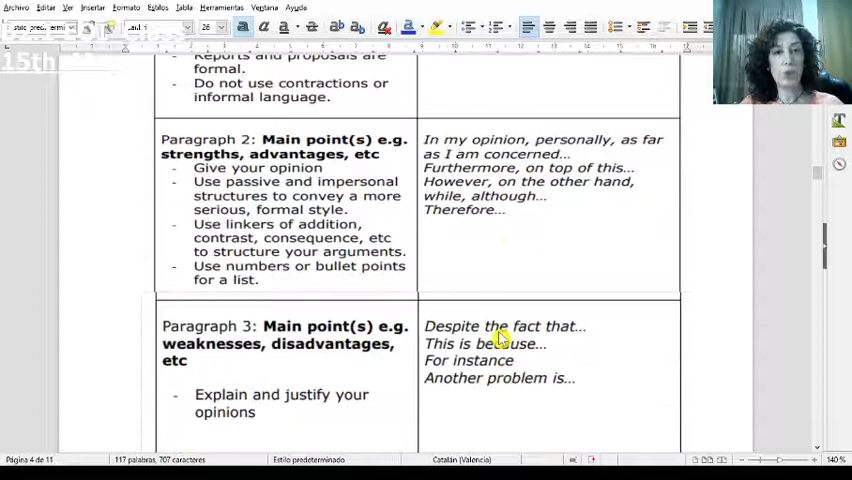 Archivo Editar Ver Insertar Formato Estilos Tabla Herramientas Ventana Ayuda
26
15th
- Reports and proposals are
formal.
- Do not use contractions or
informal language.
Paragraph 2: Main point(s) e.g.
strengths, advantages, etc
- Give your opinion
- Use passive and impersonal
structures to convey a more
serious, formal style.
- Use linkers of addition,
contrast, consequence, etc
to structure your arguments.
- Use numbers or bullet points
for a list.
In my opinion, personally, as far
as I am concerned…
Furthermore, on top of this…
However, on the other hand,
while, although…
Therefore…
Paragraph 3: Main point(s) e.g.
weaknesses, disadvantages,
etc
- Explain and justify your
opinions
Despite the fact that…
This is because…
For instance
Another problem is…
Página 4 de 11 117 palabras, 707 caracteres Estilo predeterminado Catalán (Valencia) 140 %